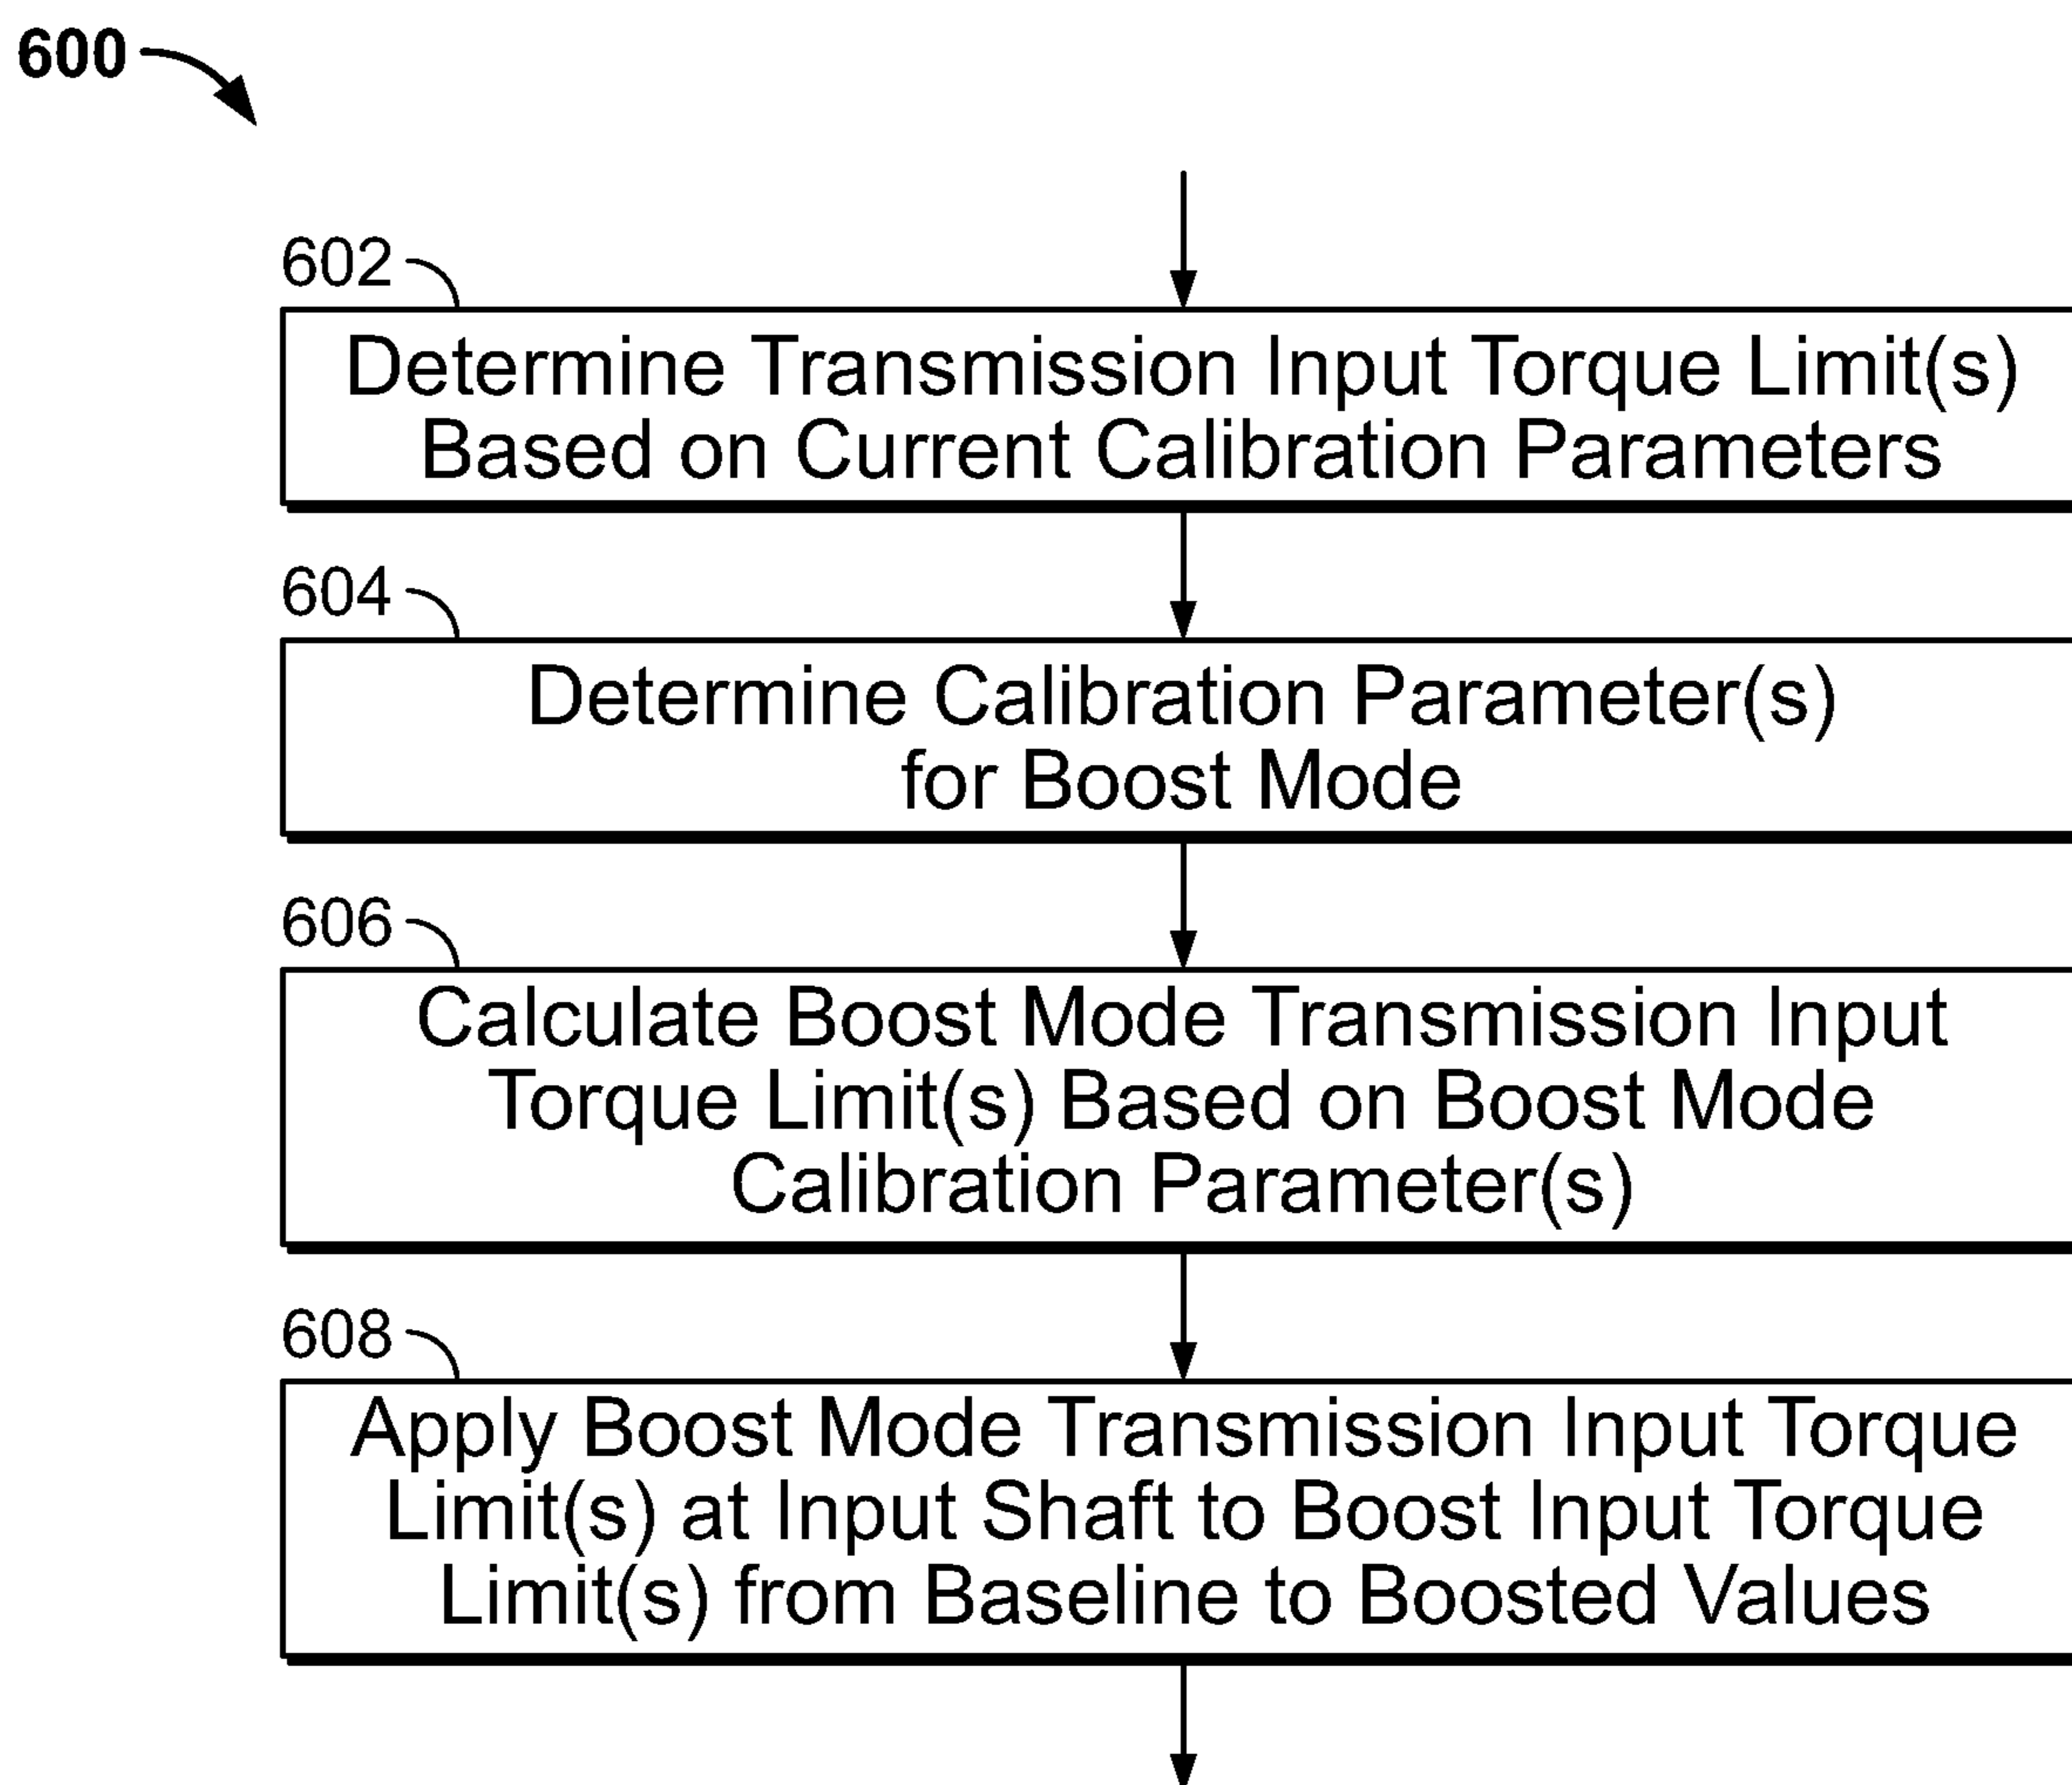 600
602
Determine Transmission Input Torque Limit(s)
Based on Current Calibration Parameters
604
Determine Calibration Parameter(s)
for Boost Mode
606
Calculate Boost Mode Transmission Input
Torque Limit(s) Based on Boost Mode
Calibration Parameter(s)
608
Apply Boost Mode Transmission Input Torque
Limit(s) at Input Shaft to Boost Input Torque
Limit(s) from Baseline to Boosted Values